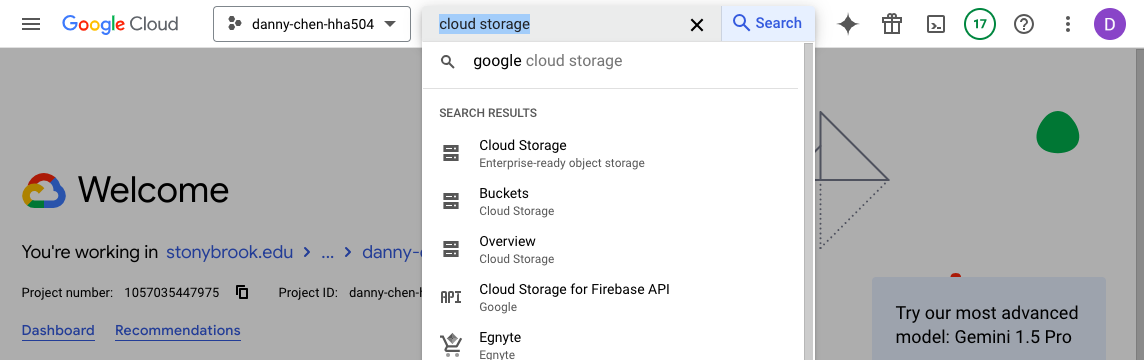 Google Cloud
danny-chen-hha504
cloud storage
Search
17
D
google cloud storage
SEARCH RESULTS
Cloud Storage
Enterprise-ready object storage
Buckets
Cloud Storage
Overview
Cloud Storage
API
Cloud Storage for Firebase API
Google
Egnyte
Egnyte
Welcome
You're working in stonybrook.edu > ... > danny-
Project number: 1057035447975 Project ID: danny-chen-
Dashboard Recommendations
Try our most advanced
model: Gemini 1.5 Pro